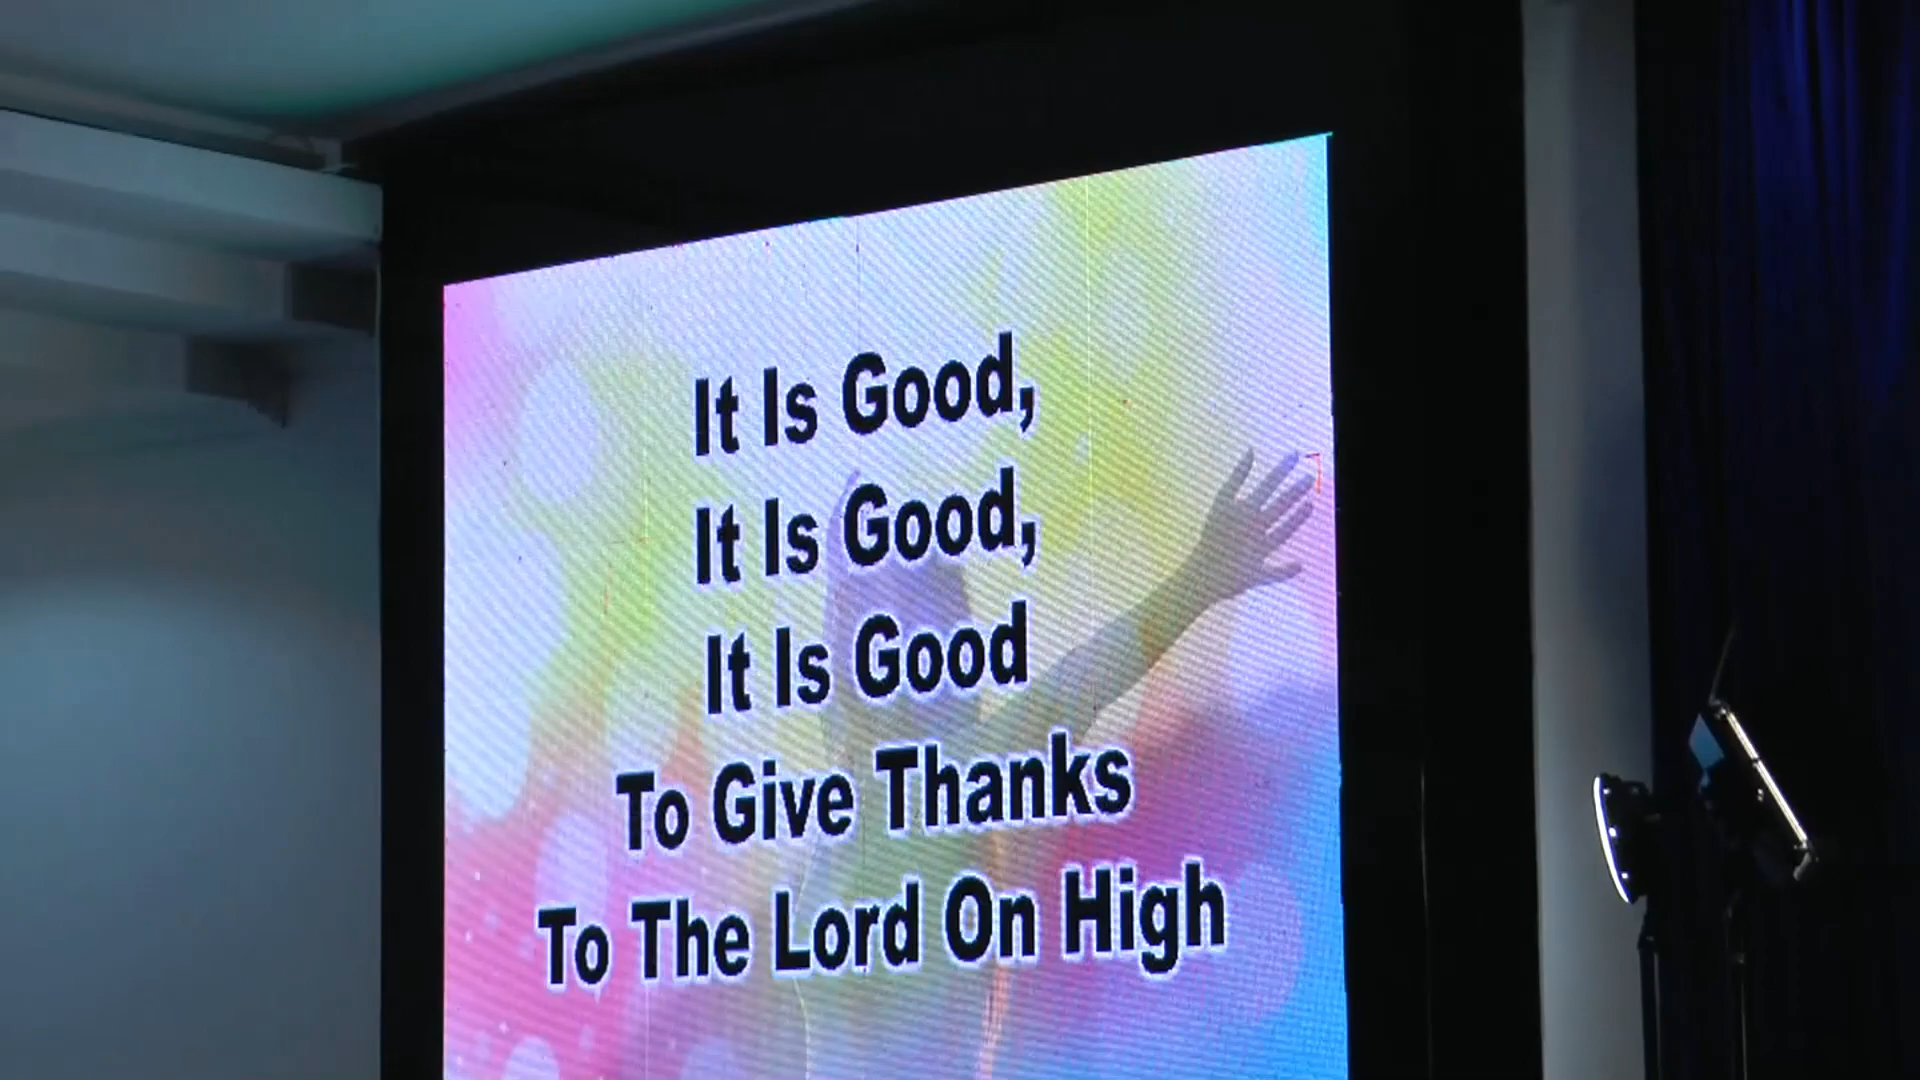 It Is Good,
It Is Good,
It Is Good
To Give Thanks
To The Lord On High